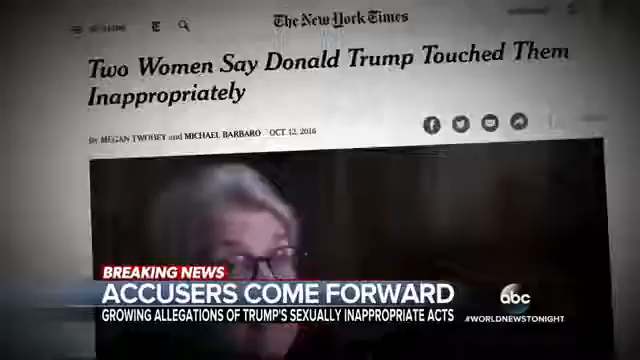 The New York Times
Two Women Say Donald Trump Touched Them
Inappropriately
By MEGAN TWOHEY and MICHAEL BARBARO OCT. 12, 2016
BREAKING NEWS
ACCUSERS COME FORWARD
GROWING ALLEGATIONS OF TRUMP'S SEXUALLY INAPPROPRIATE ACTS
abc
#WORLDNEWSTONIGHT